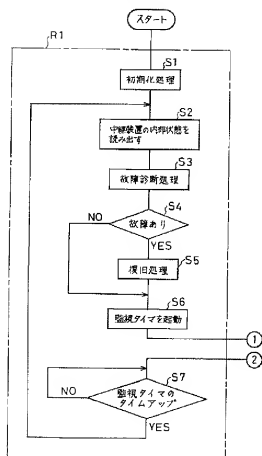 スタート
R1
S1
初期化処理
S2
中継装置の内部状態を
読み出す
S3
故障診断処理
S4
故障あり
NO
YES
S5
復旧処理
S6
監視タイマを起動
1
2
S7
監視タイマの
タイムアップ
NO
YES